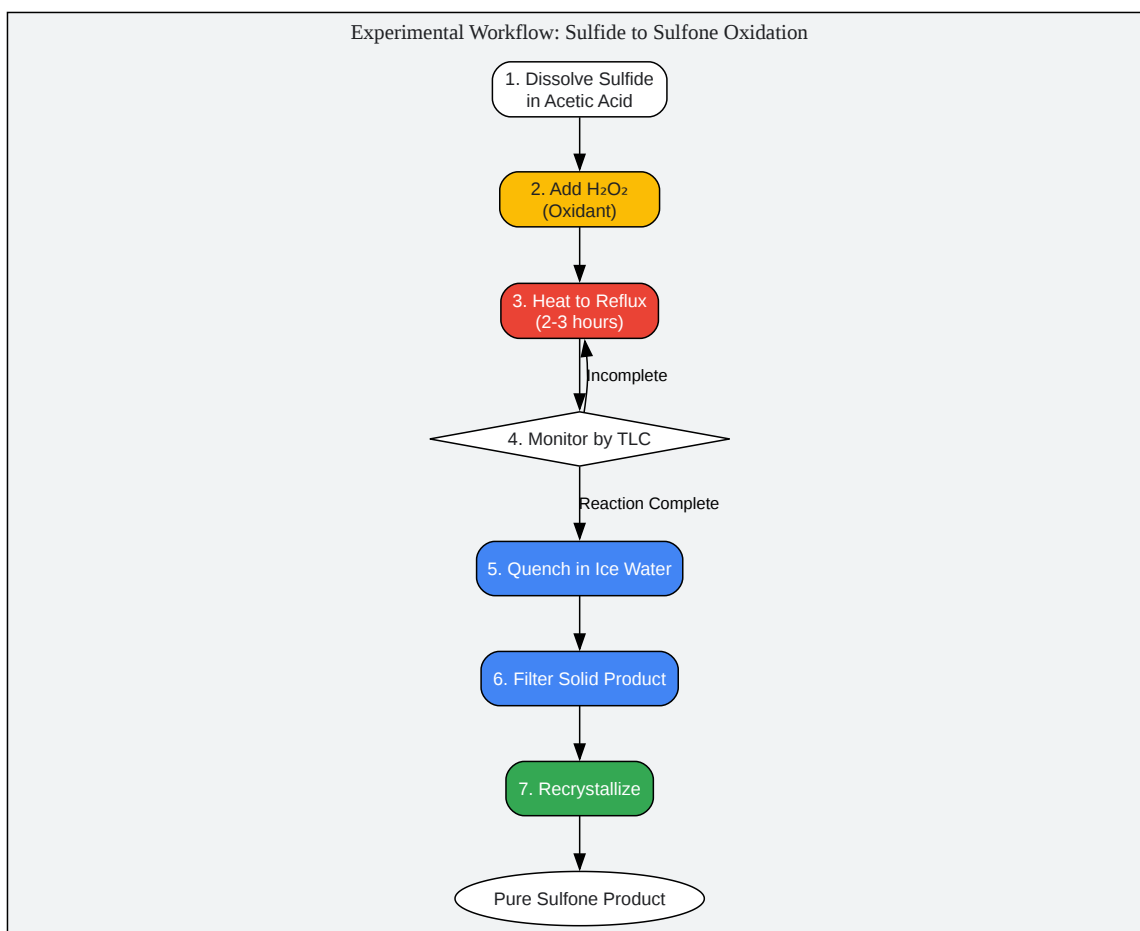 Experimental Workflow: Sulfide to Sulfone Oxidation
1. Dissolve Sulfide
in Acetic Acid
2. Add H₂O₂
(Oxidant)
3. Heat to Reflux
(2-3 hours)
Incomplete
4. Monitor by TLC
Reaction Complete
5. Quench in Ice Water
6. Filter Solid Product
7. Recrystallize
Pure Sulfone Product